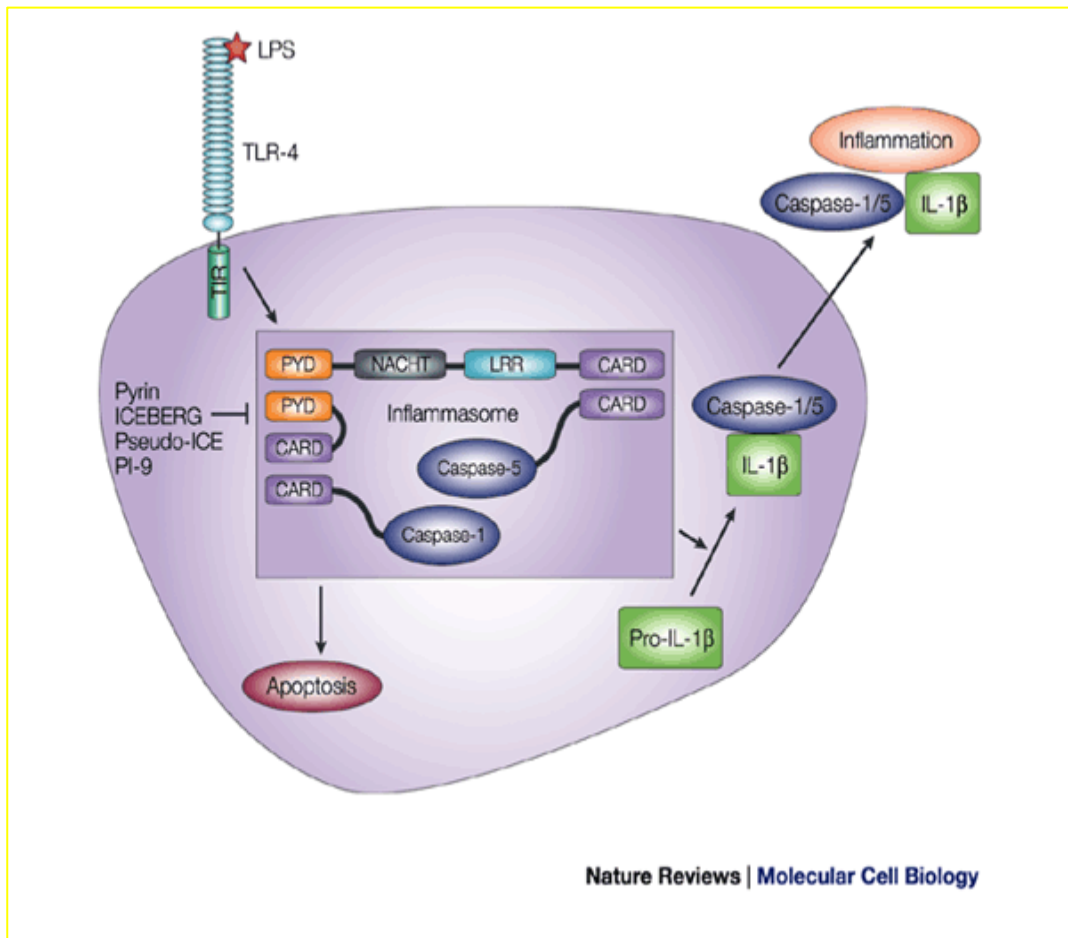 LPS
TLR-4
TIR
Inflammation
Caspase-1/5
IL-1β
PYD
NACHT
LRR
CARD
Pyrin
ICEBERG
Pseudo-ICE
PI-9
PYD
Inflammasome
CARD
CARD
Caspase-5
CARD
Caspase-1
Caspase-1/5
IL-1β
Pro-IL-1β
Apoptosis
Nature Reviews | Molecular Cell Biology